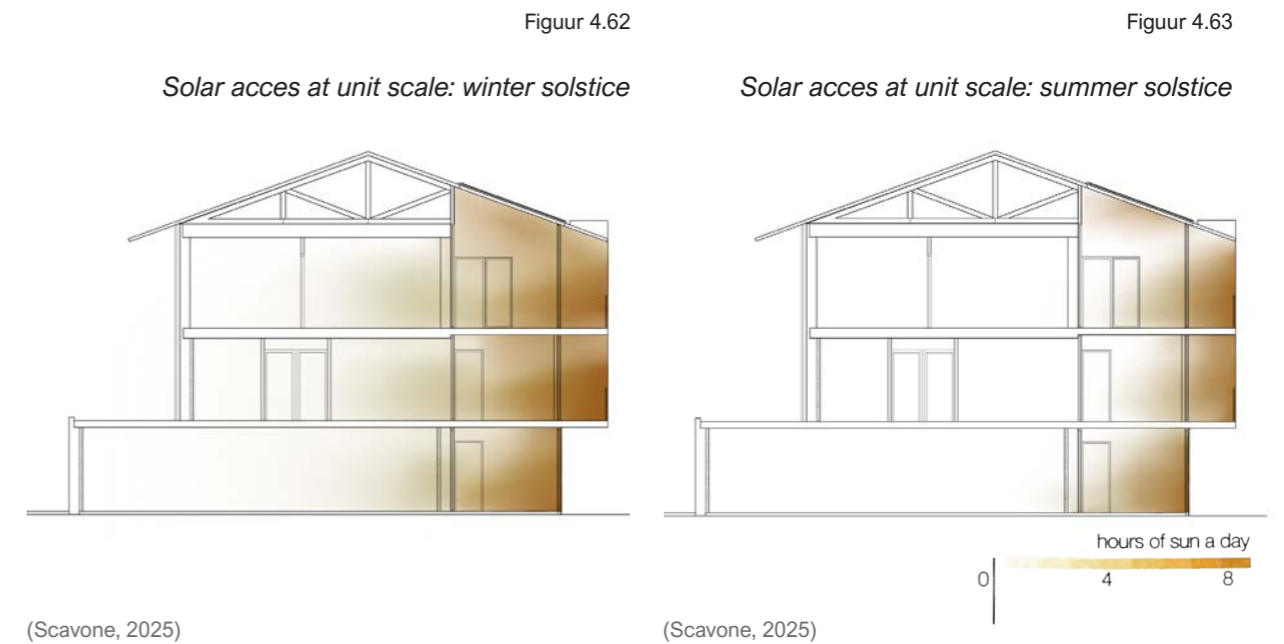 Figuur 4.62
Solar acces at unit scale: winter solstice
(Scavone, 2025)
Figuur 4.63
Solar acces at unit scale: summer solstice
hours of sun a day
0 4 8
(Scavone, 2025)